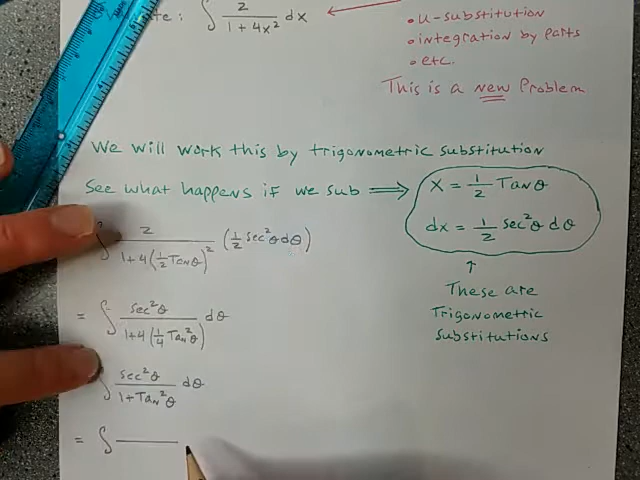 ate: ∫ 2 / (1 + 4x²) dx
• u-substitution
• integration by parts
• etc.
This is a new Problem
We will work this by trigonometric substitution
See what happens if we sub ⟹
x = 1/2 Tanθ
dx = 1/2 sec²θ dθ
↑
These are
Trigonometric
Substitutions
∫ 2 / (1+4(1/2 Tanθ)²) (1/2 sec²θ dθ)
= ∫ sec²θ / (1+4(1/4 Tan²θ)) dθ
∫ sec²θ / (1+Tan²θ) dθ
= ∫